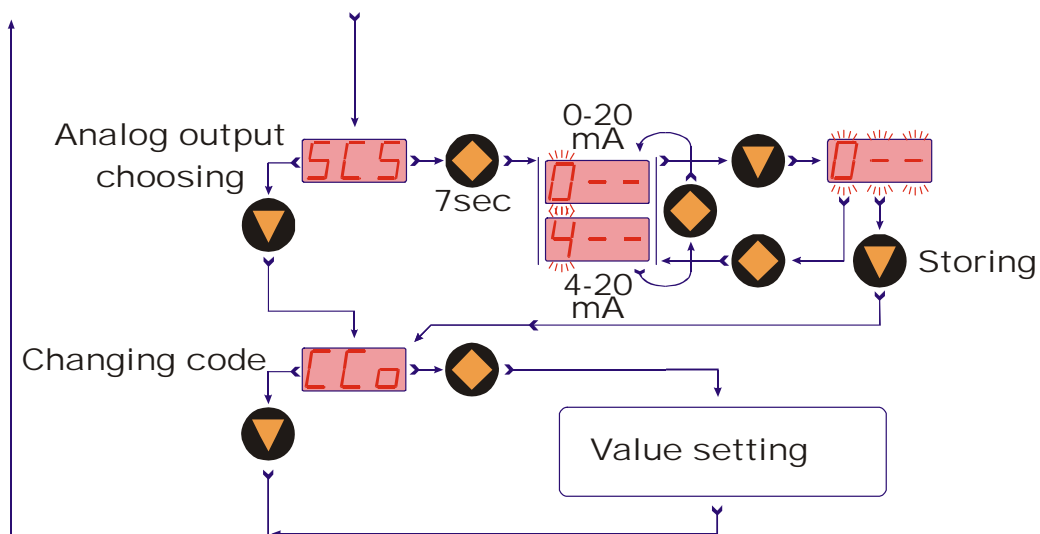 0-20
mA
Analog output
choosing
SCS
7sec
0--
0--
4--
Storing
4-20
mA
Changing code
CCo
Value setting